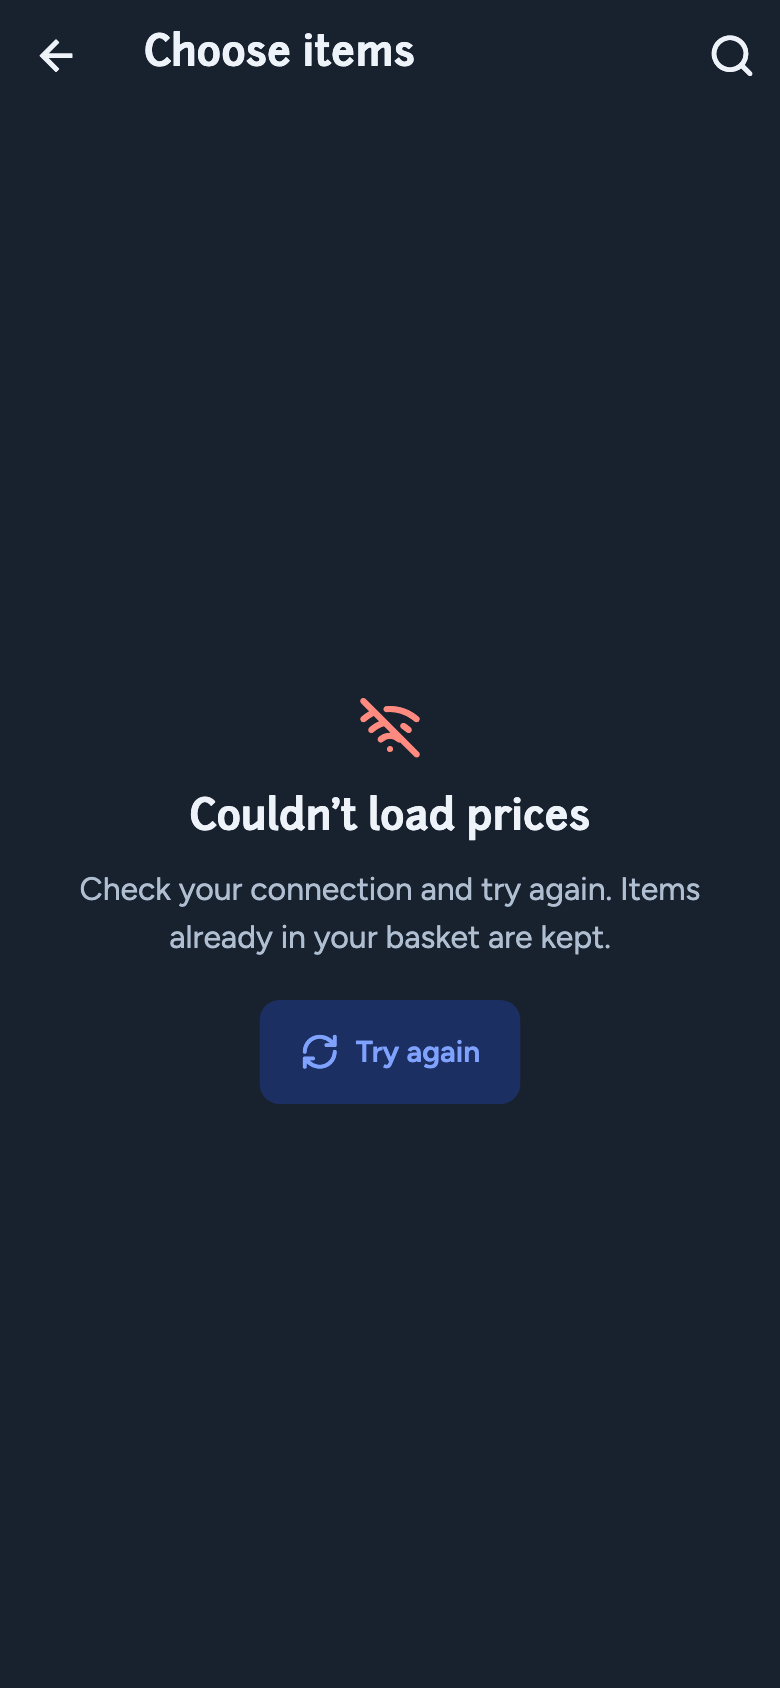 Choose items
Couldn’t load prices
Check your connection and try again. Items
already in your basket are kept.
Try again